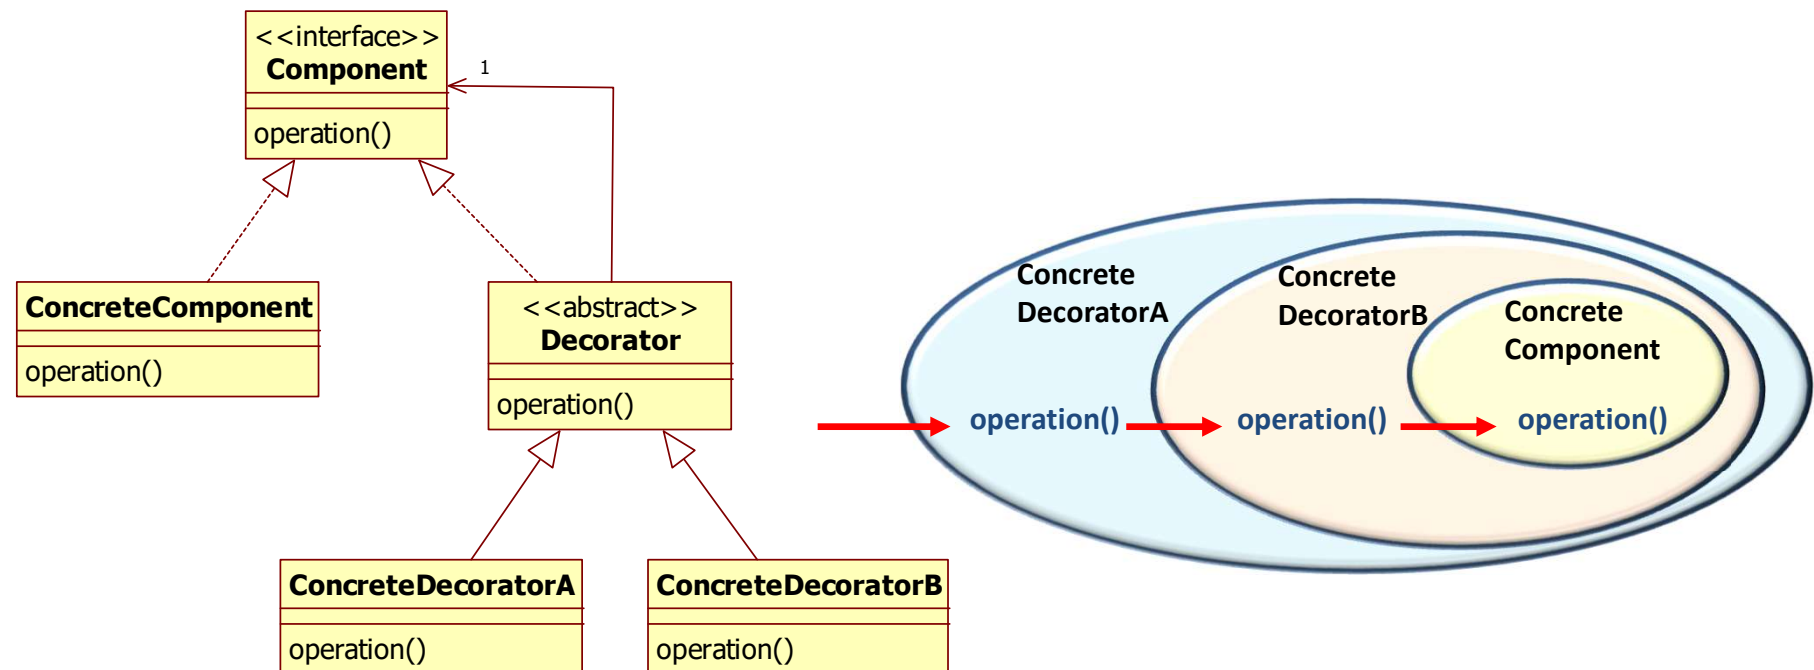 <<interface>>
Component
1
operation()
ConcreteComponent
operation()
<<abstract>>
Decorator
operation()
ConcreteDecoratorA
operation()
ConcreteDecoratorB
operation()
Concrete
DecoratorA
operation()
Concrete
DecoratorB
operation()
Concrete
Component
operation()